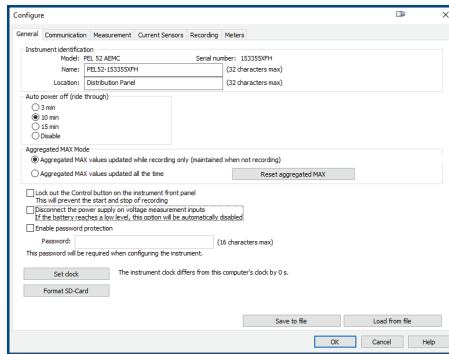 Configure
General Communication Measurement Current Sensors Recording Meters
Instrument identification
Model: PEL 52 AEMC Serial number: 153355XFH
Name: PEL52-153355XFH (32 characters max)
Location: Distribution Panel (32 characters max)
Auto power off (ride through)
3 min
10 min
15 min
Disable
Aggregated MAX Mode
Aggregated MAX values updated while recording only (maintained when not recording)
Aggregated MAX values updated all the time Reset aggregated MAX
Lock out the Control button on the instrument front panel
This will prevent the start and stop of recording
Disconnect the power supply on voltage measurement inputs
If the battery reaches a low level, this option will be automatically disabled
Enable password protection
Password: (16 characters max)
This password will be required when configuring the instrument.
Set clock The instrument clock differs from this computer's clock by 0 s.
Format SD-Card
Save to file Load from file
OK Cancel Help